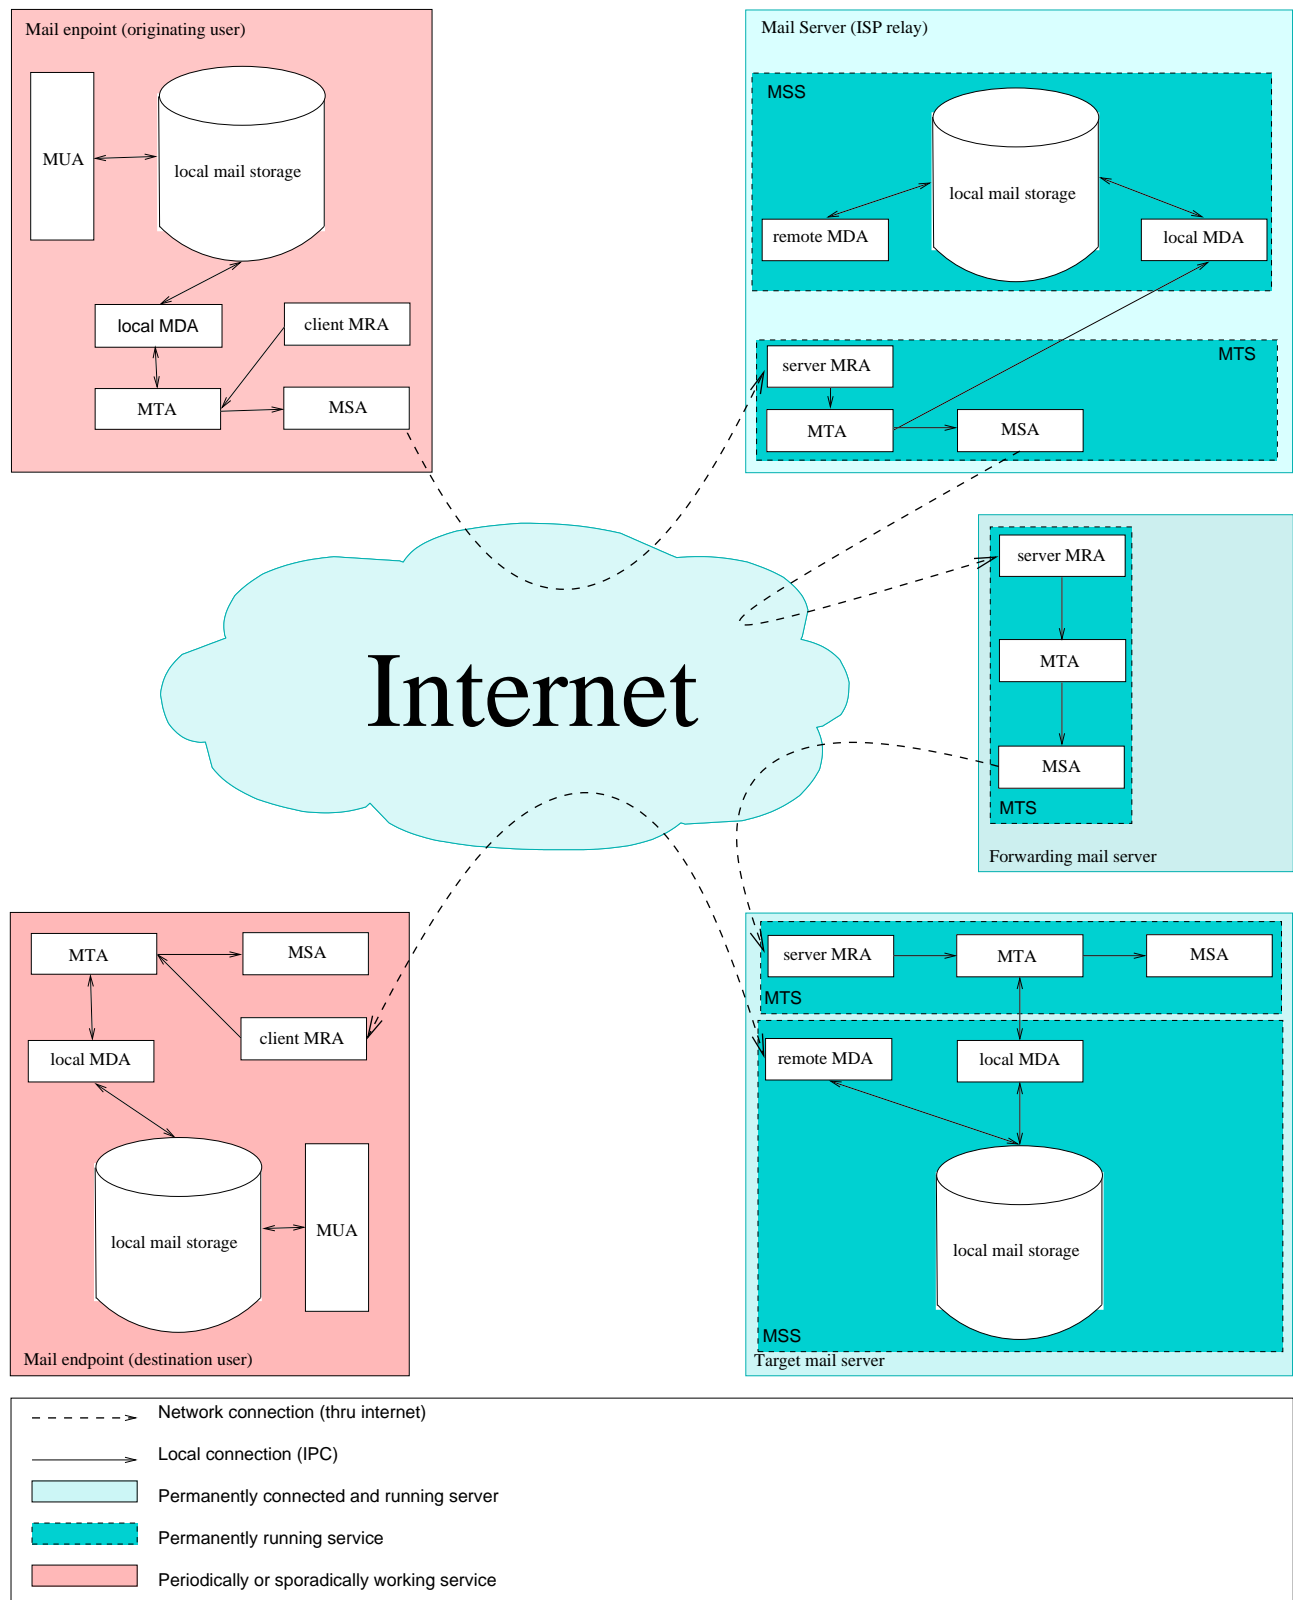 Mail enpoint (originating user)
MUA
local mail storage
local MDA
client MRA
MTA
MSA
Mail Server (ISP relay)
MSS
local mail storage
remote MDA
local MDA
MTS
server MRA
MTA
MSA
Internet
server MRA
MTA
MSA
MTS
Forwarding mail server
MTA
MSA
client MRA
local MDA
local mail storage
MUA
Mail endpoint (destination user)
server MRA
MTA
MSA
MTS
remote MDA
local MDA
local mail storage
MSS
Target mail server
Network connection (thru internet)
Local connection (IPC)
Permanently connected and running server
Permanently running service
Periodically or sporadically working service